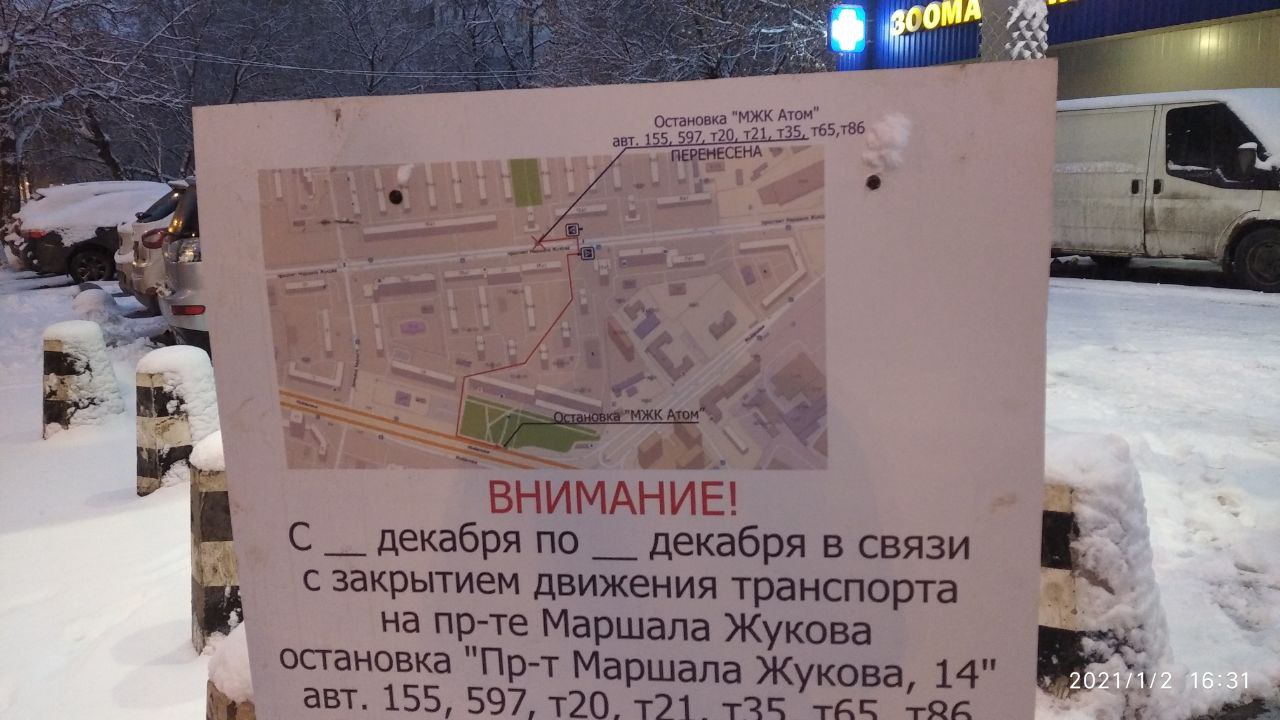 ЗООМА
Остановка "МЖК Атом"
авт. 155, 597, т20, т21, т35, т65,т86
ПЕРЕНЕСЕНА
Остановка "МЖК Атом"
ВНИМАНИЕ!
С __ декабря по __ декабря в связи
с закрытием движения транспорта
на пр-те Маршала Жукова
остановка "Пр-т Маршала Жукова, 14"
авт. 155, 597, т20, т21, т35, т65, т86
2021/1/2 16:31